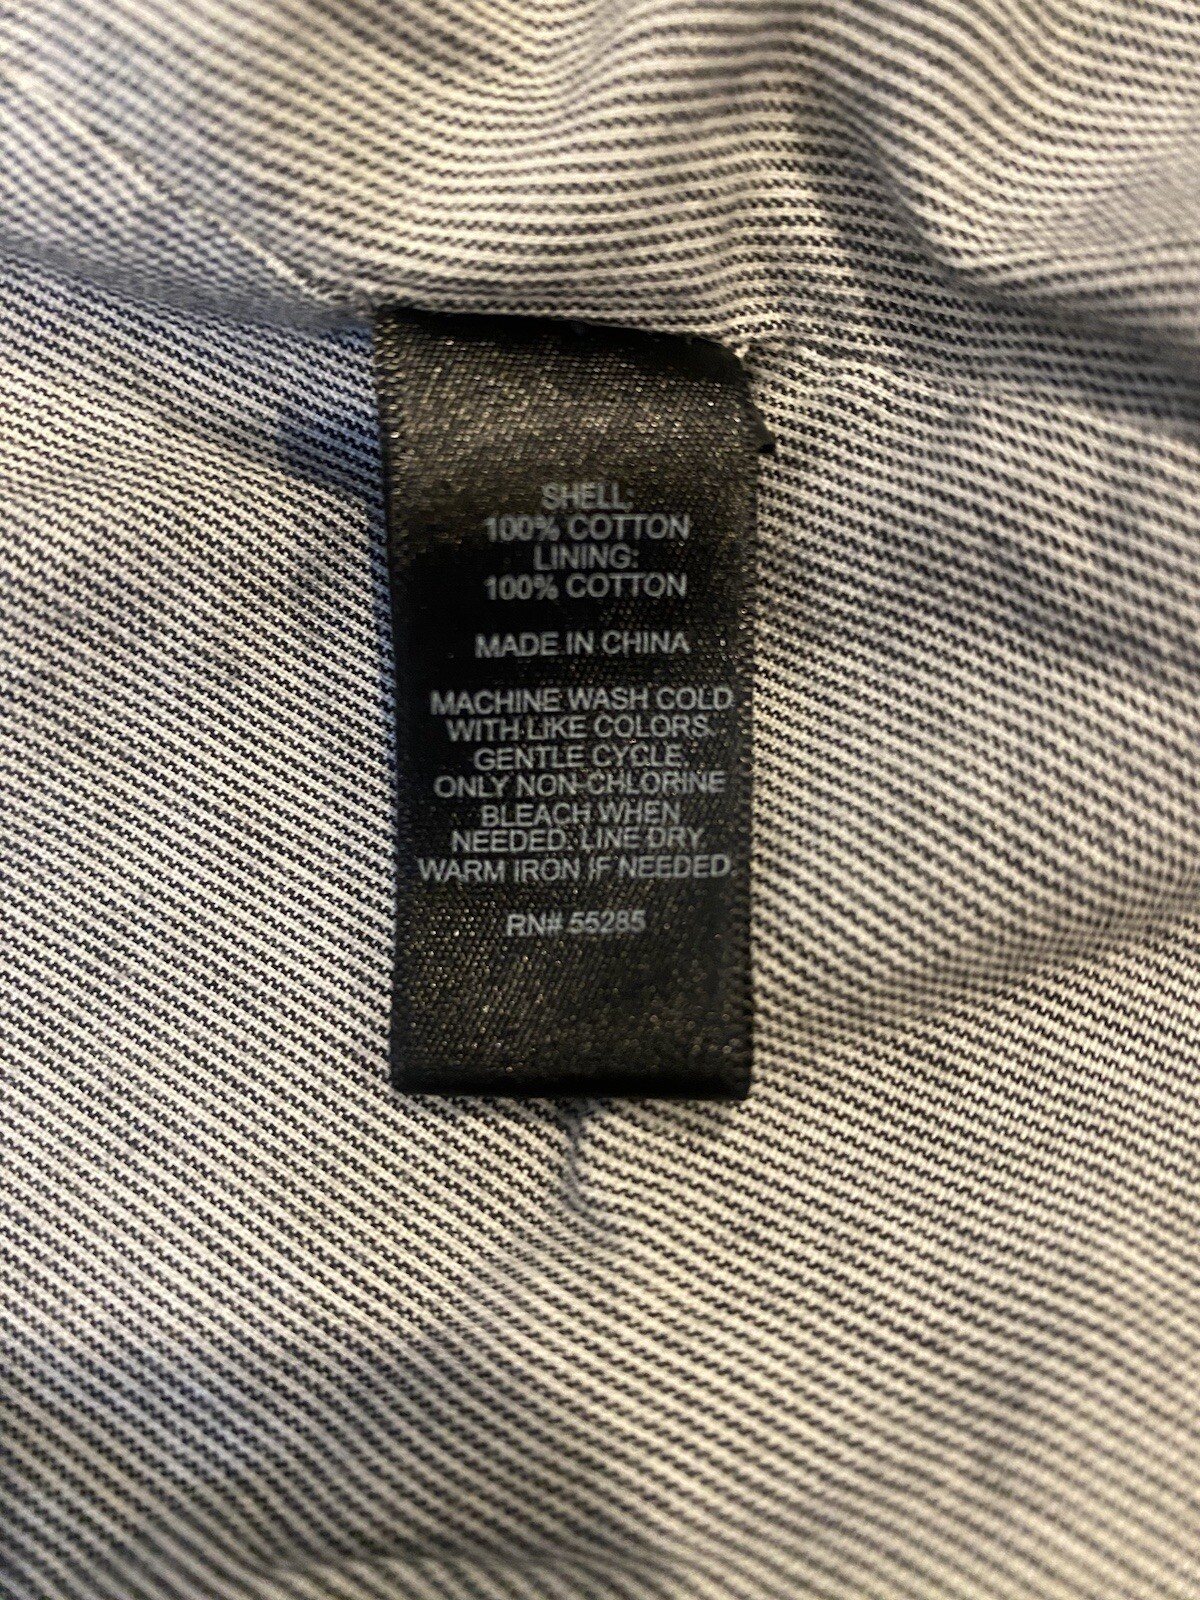 SHELL:
100% COTTON
LINING:
100% COTTON
MADE IN CHINA
MACHINE WASH COLD
WITH LIKE COLORS.
GENTLE CYCLE.
ONLY NON-CHLORINE
BLEACH WHEN
NEEDED. LINE DRY.
WARM IRON IF NEEDED.
RN# 55285